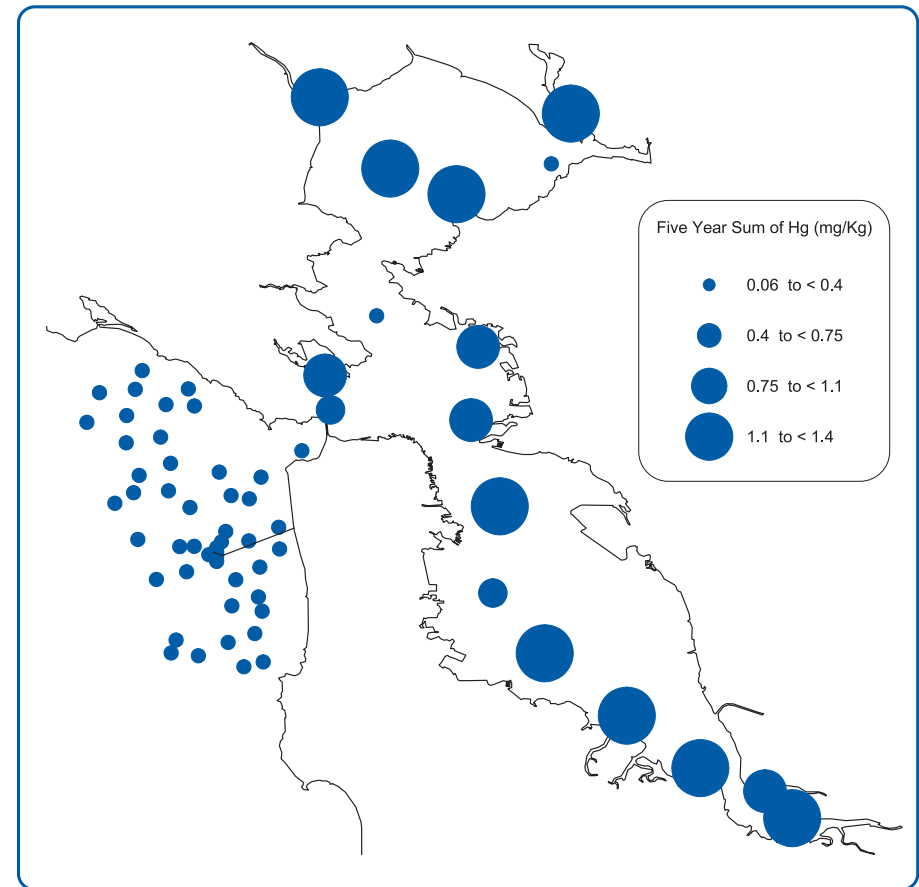 Five Year Sum of Hg (mg/Kg)
0.06 to < 0.4
0.4 to < 0.75
0.75 to < 1.1
1.1 to < 1.4